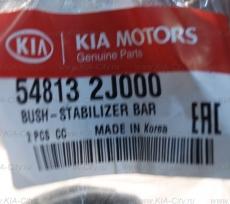 KIA KIA MOTORS
Genuine Parts
54813 2J000
BUSH-STABILIZER BAR
2 PCS CC MADE IN Korea
EAC